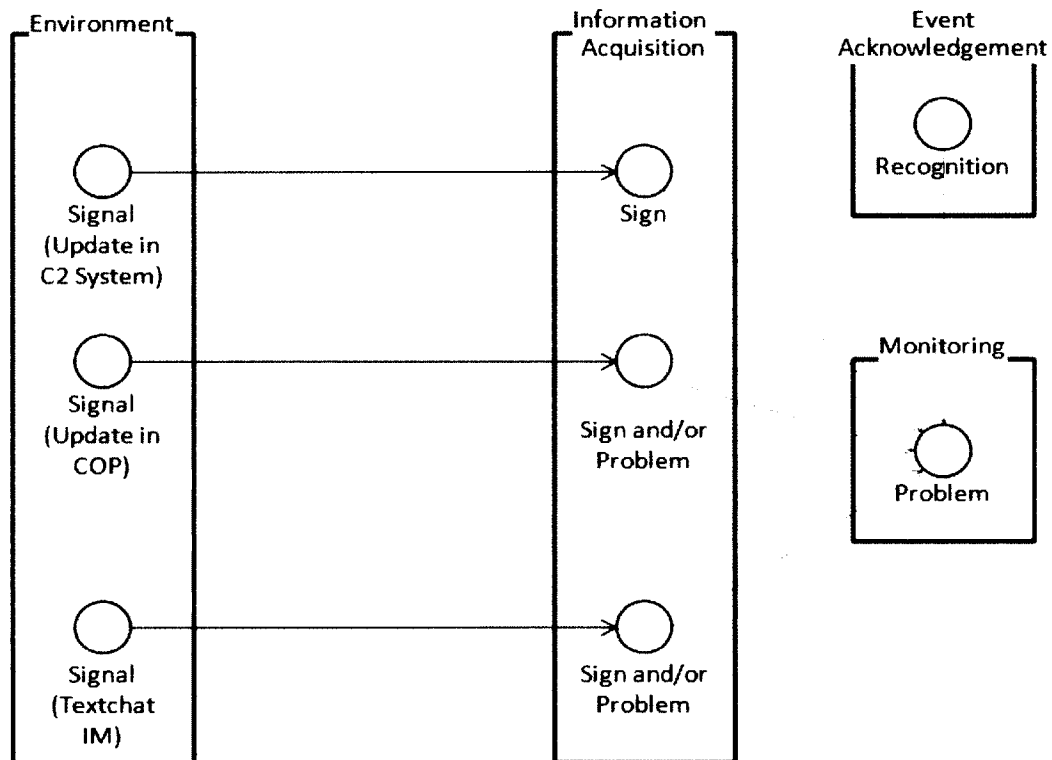 Environment
Signal
(Update in
C2 System)
Signal
(Update in
COP)
Signal
(Textchat
IM)
Information
Acquisition
Sign
Sign and/or
Problem
Sign and/or
Problem
Event
Acknowledgement
Recognition
Monitoring
Problem